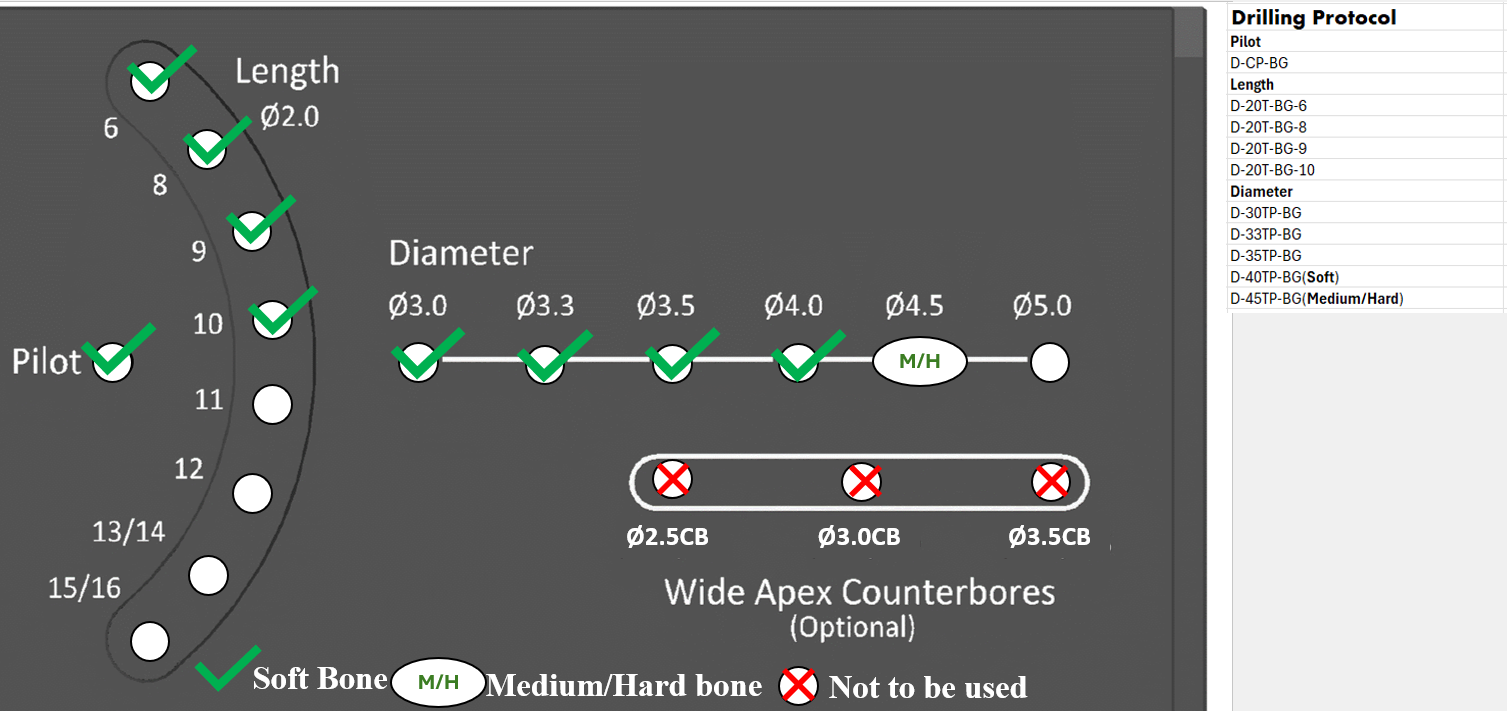 Length
Ø2.0
6
8
9
10
Pilot
11
12
13/14
15/16
Diameter
Ø3.0 Ø3.3 Ø3.5 Ø4.0 Ø4.5 Ø5.0
M/H
Ø2.5CB Ø3.0CB Ø3.5CB
Wide Apex Counterbores
(Optional)
Soft Bone M/H Medium/Hard bone Not to be used
Drilling Protocol
Pilot
D-CP-BG
Length
D-20T-BG-6
D-20T-BG-8
D-20T-BG-9
D-20T-BG-10
Diameter
D-30TP-BG
D-33TP-BG
D-35TP-BG
D-40TP-BG(Soft)
D-45TP-BG(Medium/Hard)